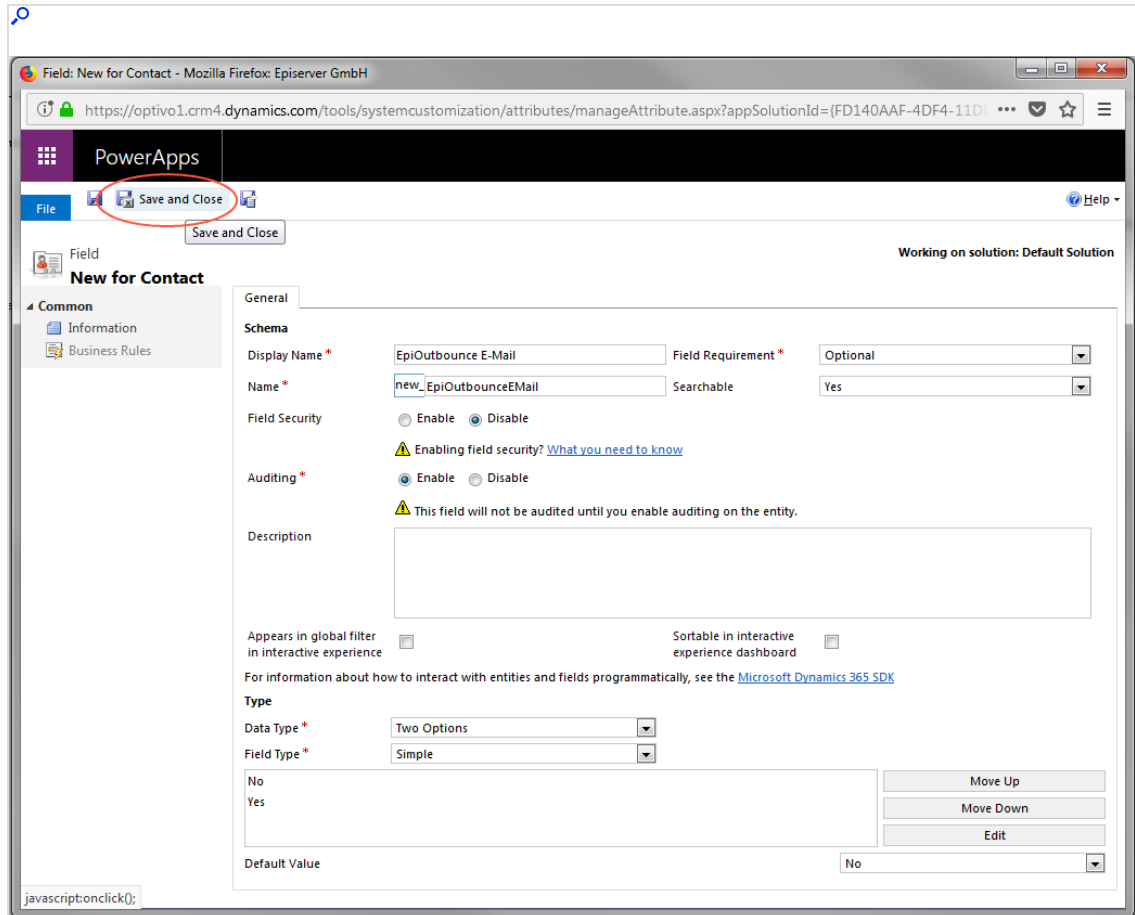 Field: New for Contact - Mozilla Firefox: Episerver GmbH
https://optivo1.crm4.dynamics.com/tools/systemcustomization/attributes/manageAttribute.aspx?appSolutionId={FD140AAF-4DF4-11D
PowerApps
File Save and Close Help
Save and Close
Field
New for Contact
Working on solution: Default Solution
Common
Information
Business Rules
General
Schema
Display Name * EpiOutbounce E-Mail Field Requirement * Optional
Name * new_ EpiOutbounceEMail Searchable Yes
Field Security Enable Disable
Enabling field security? What you need to know
Auditing * Enable Disable
This field will not be audited until you enable auditing on the entity.
Description
Appears in global filter
in interactive experience
Sortable in interactive
experience dashboard
For information about how to interact with entities and fields programmatically, see the Microsoft Dynamics 365 SDK
Type
Data Type * Two Options
Field Type * Simple
No
Yes
Move Up
Move Down
Edit
Default Value No
javascript:onclick();